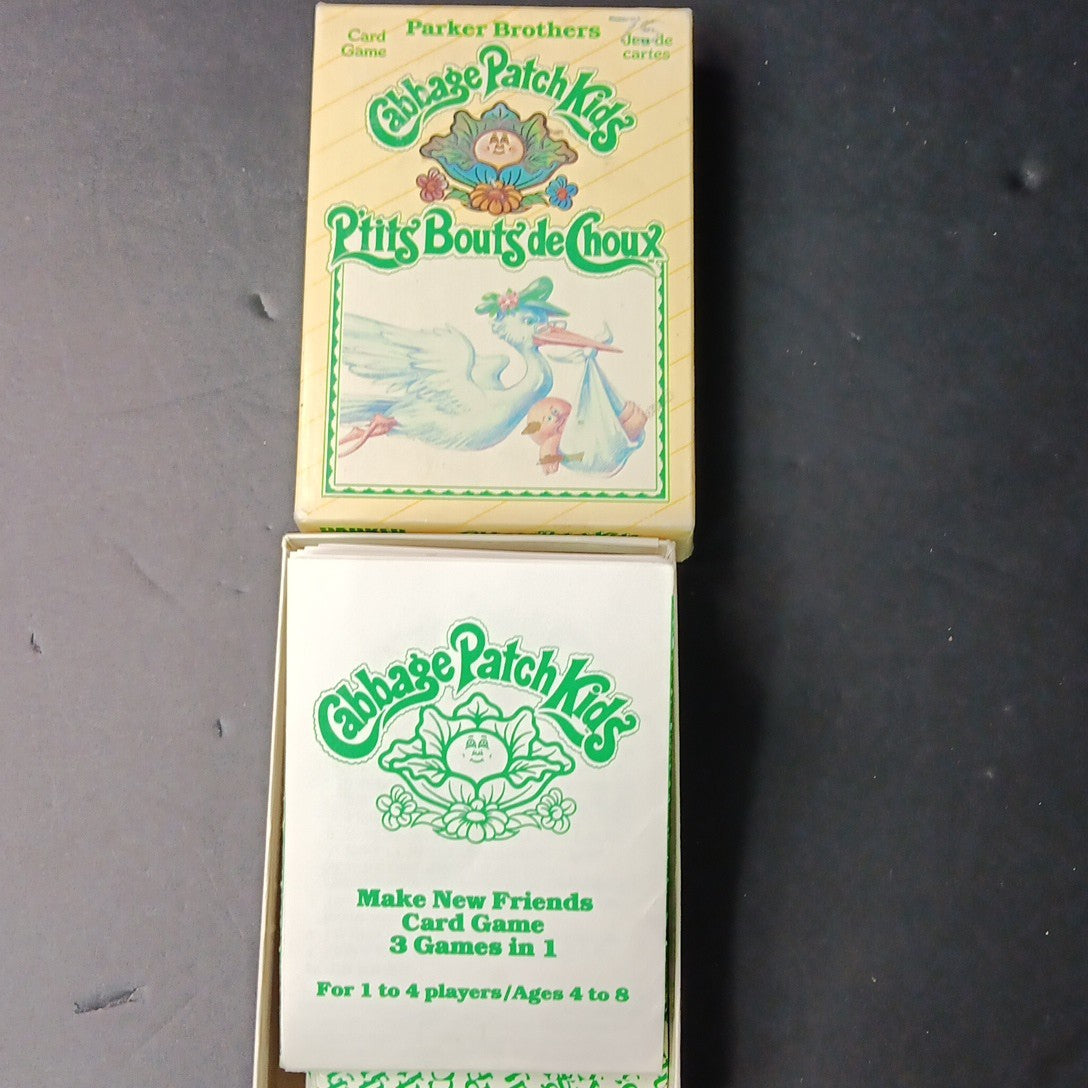 Parker Brothers
Card
Game
Jeu de
cartes
Cabbage Patch Kids
P'tits Bouts de Choux
PARKER
Cabbage Patch Kids
Make New Friends
Card Game
3 Games in 1
For 1 to 4 players/Ages 4 to 8